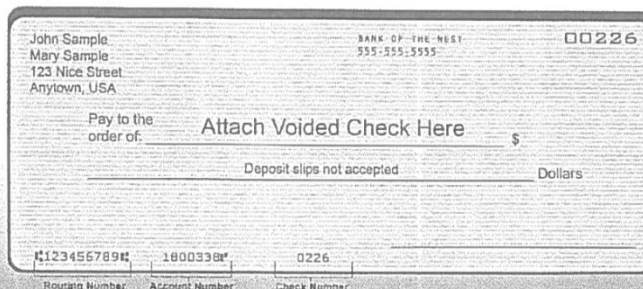 John Sample
Mary Sample
123 Nice Street
Anytown, USA
BANK OF THE WEST
555-555-5555
00226
Pay to the
order of:
Attach Voided Check Here
$
Deposit slips not accepted
Dollars
⑆123456789⑆ 1800338⑈ 0226
Routing Number Account Number Check Number